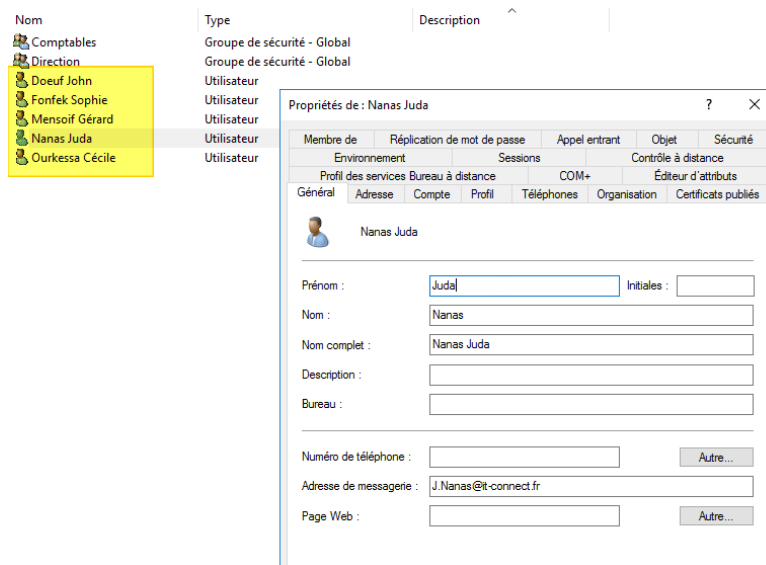 Nom Type Description
Comptables Groupe de sécurité - Global
Direction Groupe de sécurité - Global
Doeuf John Utilisateur
Fonfek Sophie Utilisateur
Mensoif Gérard Utilisateur
Nanas Juda Utilisateur
Ourkessa Cécile Utilisateur
Propriétés de : Nanas Juda ? X
Membre de Réplication de mot de passe Appel entrant Objet Sécurité
Environnement Sessions Contrôle à distance
Profil des services Bureau à distance COM+ Éditeur d'attributs
Général Adresse Compte Profil Téléphones Organisation Certificats publiés
Nanas Juda
Prénom : Juda Initiales :
Nom : Nanas
Nom complet : Nanas Juda
Description :
Bureau :
Numéro de téléphone : Autre...
Adresse de messagerie : J.Nanas@it-connect.fr
Page Web : Autre...